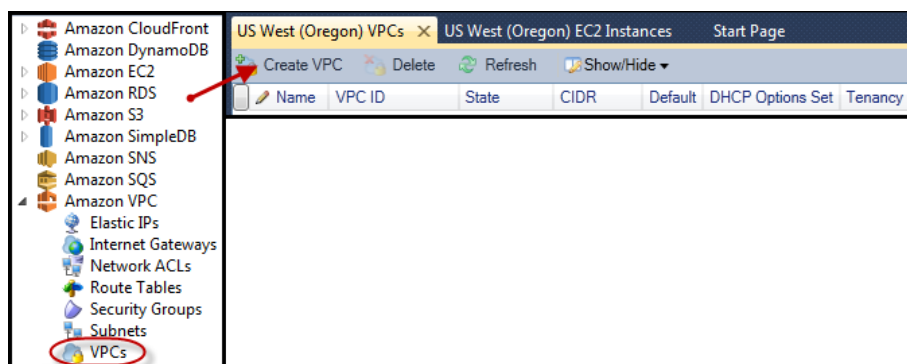 Amazon CloudFront
Amazon DynamoDB
Amazon EC2
Amazon RDS
Amazon S3
Amazon SimpleDB
Amazon SNS
Amazon SQS
Amazon VPC
Elastic IPs
Internet Gateways
Network ACLs
Route Tables
Security Groups
Subnets
VPCs
US West (Oregon) VPCs US West (Oregon) EC2 Instances Start Page
Create VPC Delete Refresh Show/Hide
Name VPC ID State CIDR Default DHCP Options Set Tenancy